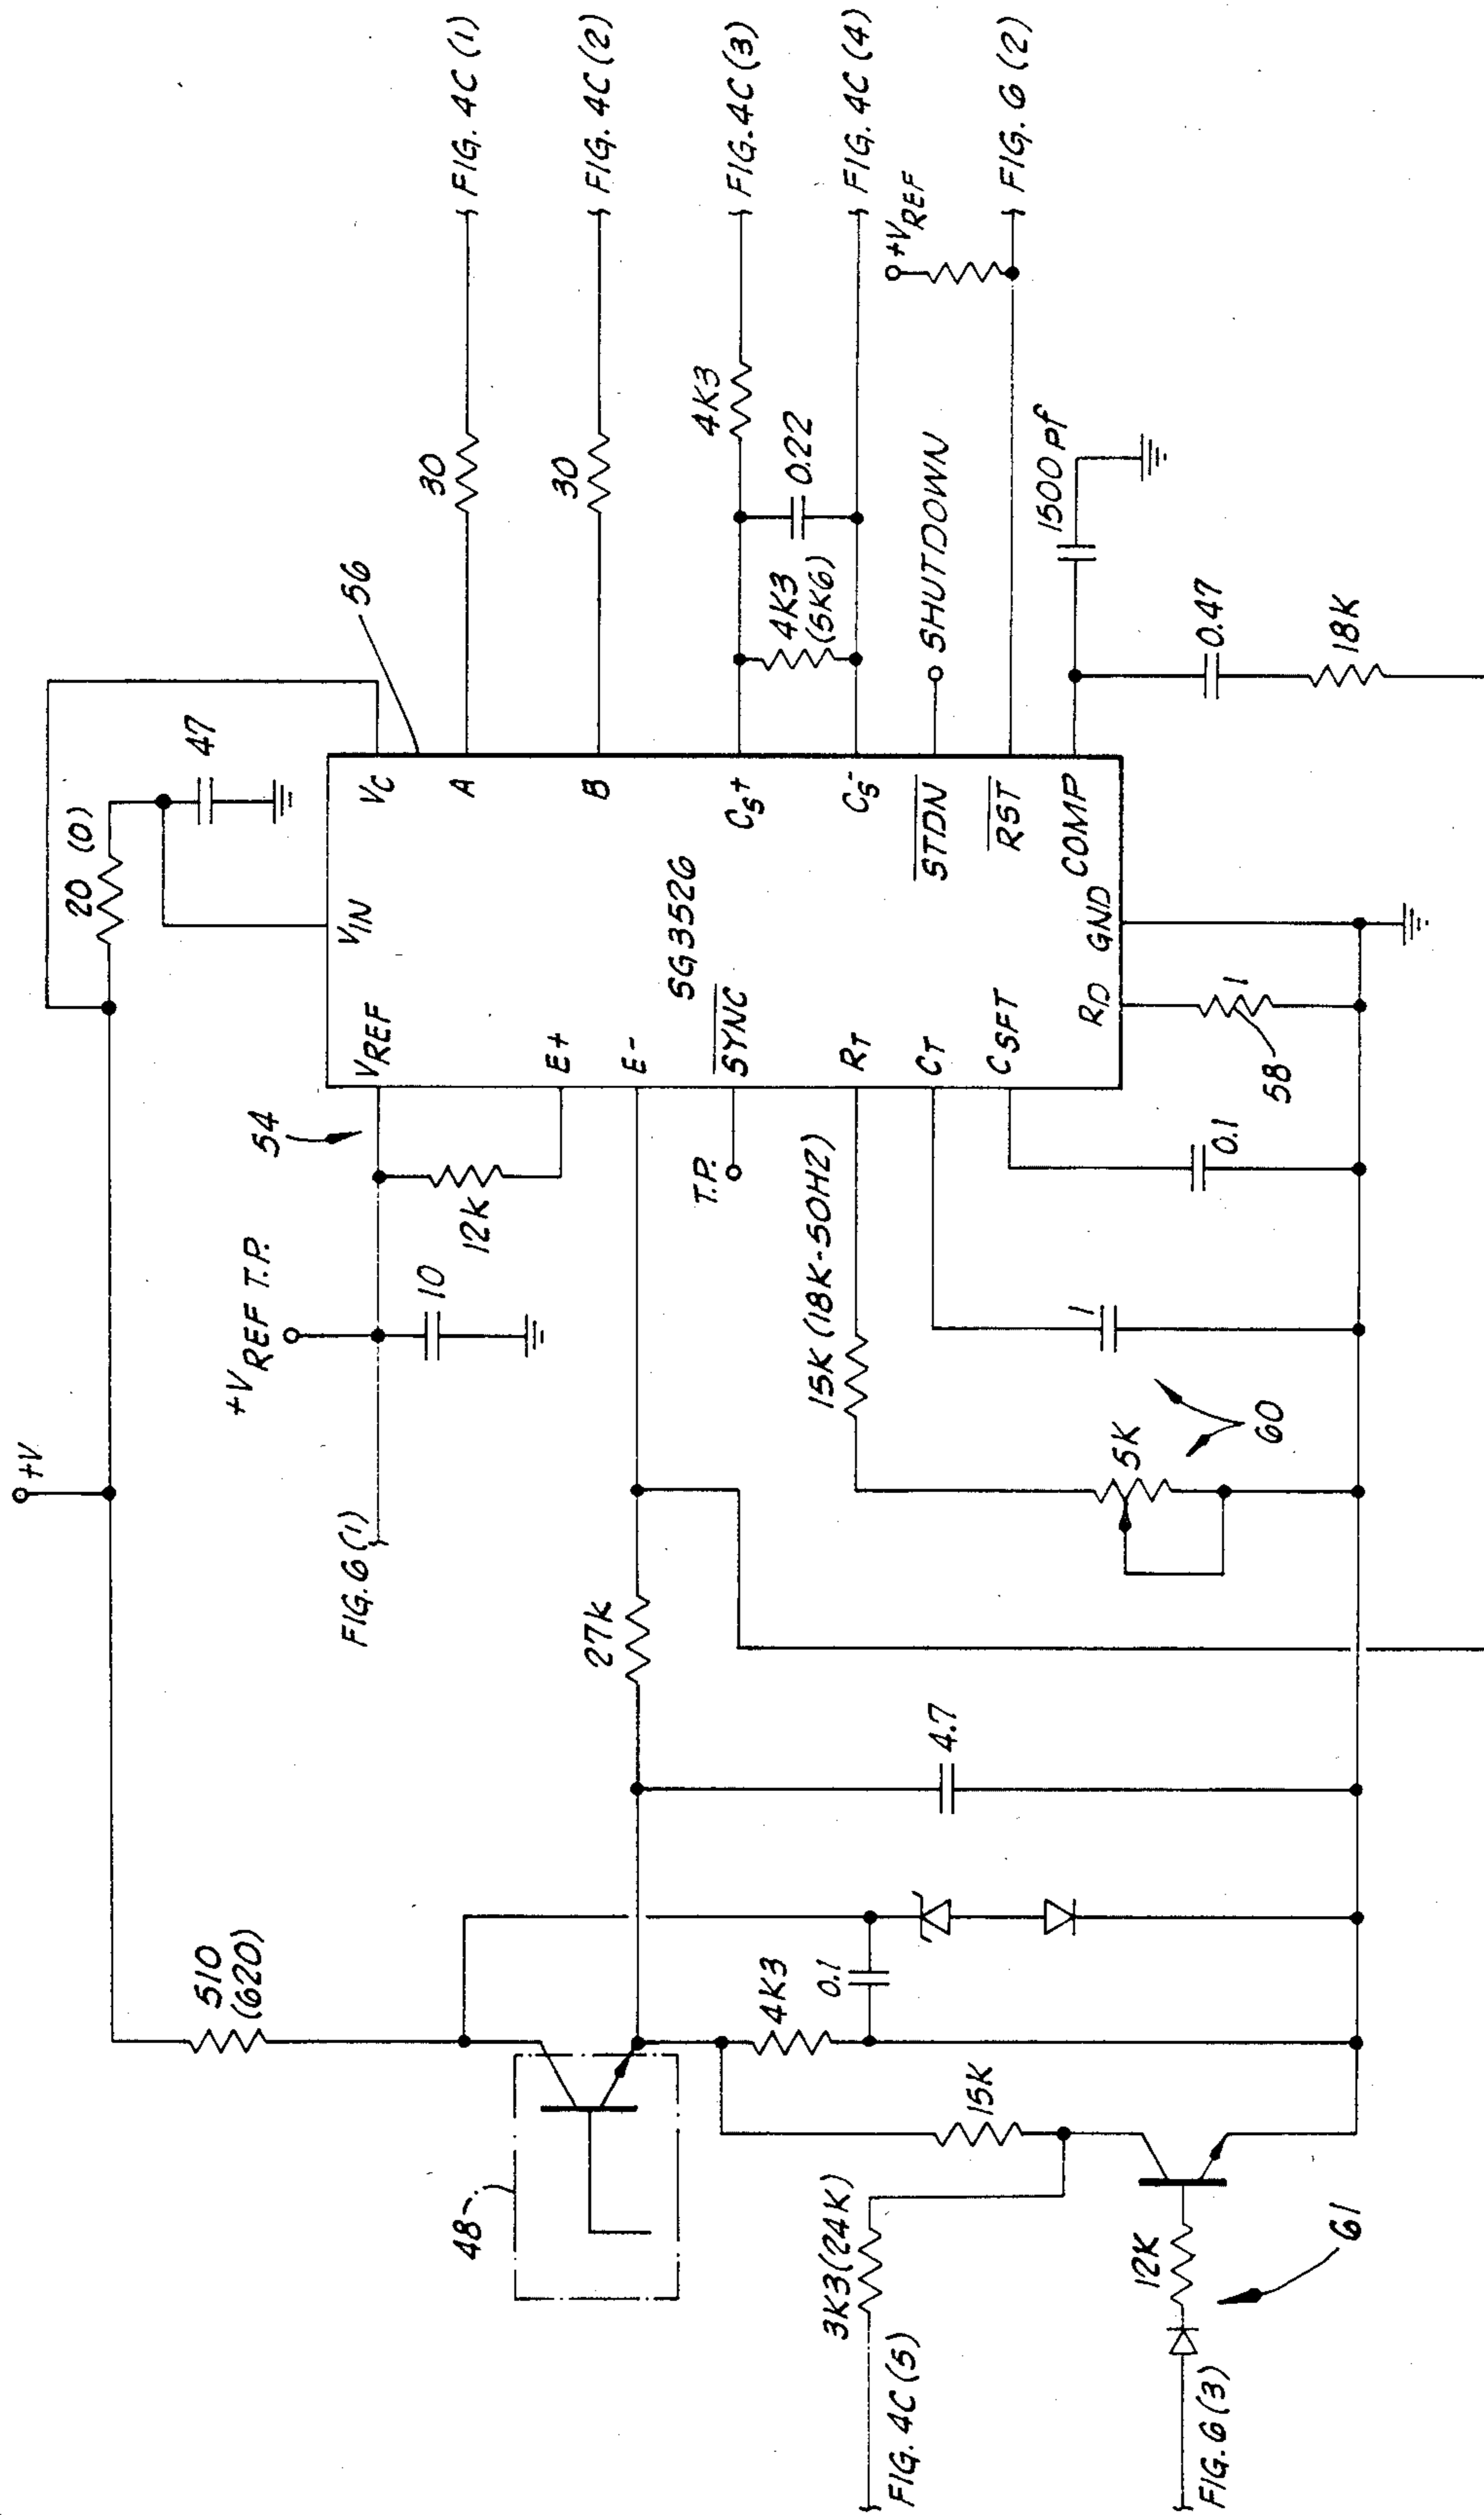 +V
510
(620)
20 (0)
47
56
+VREF T.P.
54
FIG.6(1)
10
12K
VREF
VIN
VC
A
30
FIG. 4C(1)
48
27K
E+
E-
SG3526
B
30
FIG. 4C(2)
T.P.
SYNC
CS+
4K3
FIG.4C(3)
4K3
(5K6)
0.22
3K3(24K)
FIG. 4C(5)
4K3
0.1
4.7
15K(18K-50HZ)
RT
CS-
FIG. 4C(4)
15K
CT
STDN
SHUTDOWN
+VREF
CSFT
RST
FIG. 6(2)
5K
1
RD
GND
COMP
1500pf
12K
FIG.6(3)
61
60
0.1
58
1
0.47
18K